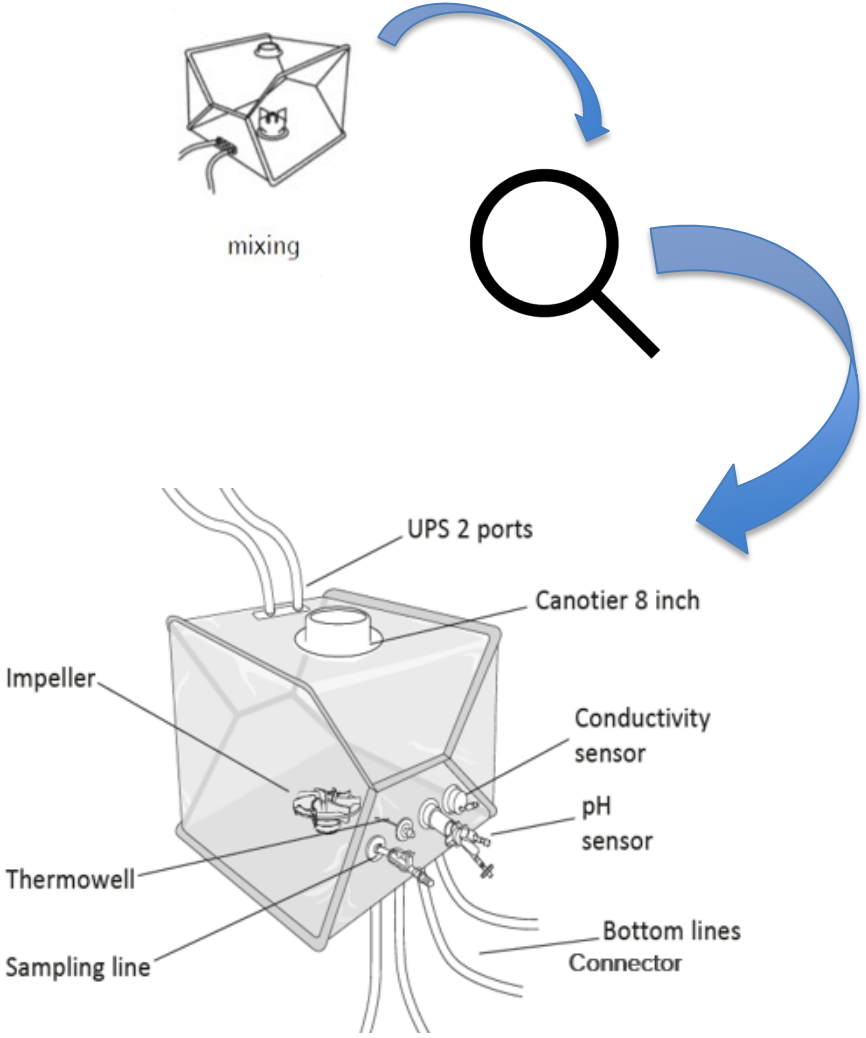 mixing
UPS 2 ports
Canotier 8 inch
Impeller
Conductivity
sensor
pH
sensor
Thermowell
Bottom lines
Connector
Sampling line